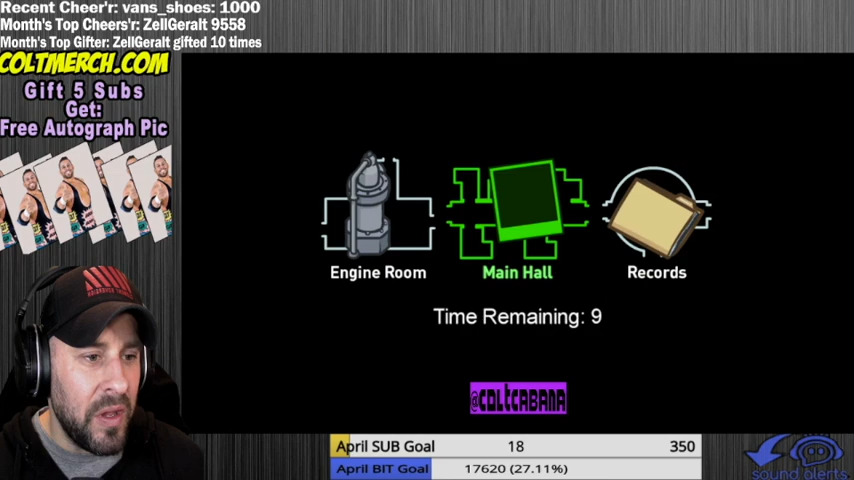 Recent Cheer'r: vans_shoes: 1000
Month's Top Cheers'r: ZellGeralt 9558
Month's Top Gifter: ZellGeralt gifted 10 times
COLTMERCH.COM
Gift 5 Subs
Get:
Free Autograph Pic
Engine Room
Main Hall
Records
Time Remaining: 9
@COLTCABANA
April SUB Goal 18 350
April BIT Goal 17620 (27.11%)
sound alerts